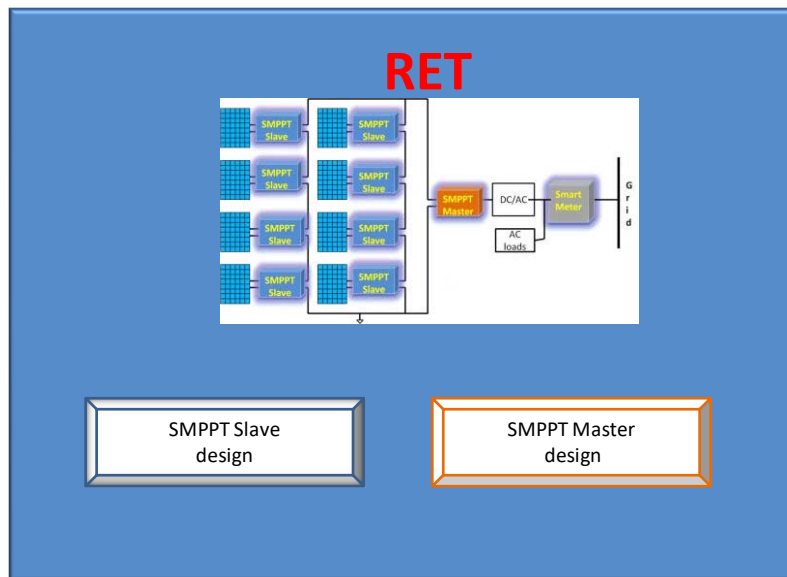 RET
SMPPT
Slave
SMPPT
Slave
SMPPT
Slave
SMPPT
Slave
SMPPT
Slave
SMPPT
Slave
SMPPT
Slave
SMPPT
Slave
SMPPT
Master
DC/AC
Smart
Meter
AC
loads
G
r
i
d
SMPPT Slave
design
SMPPT Master
design